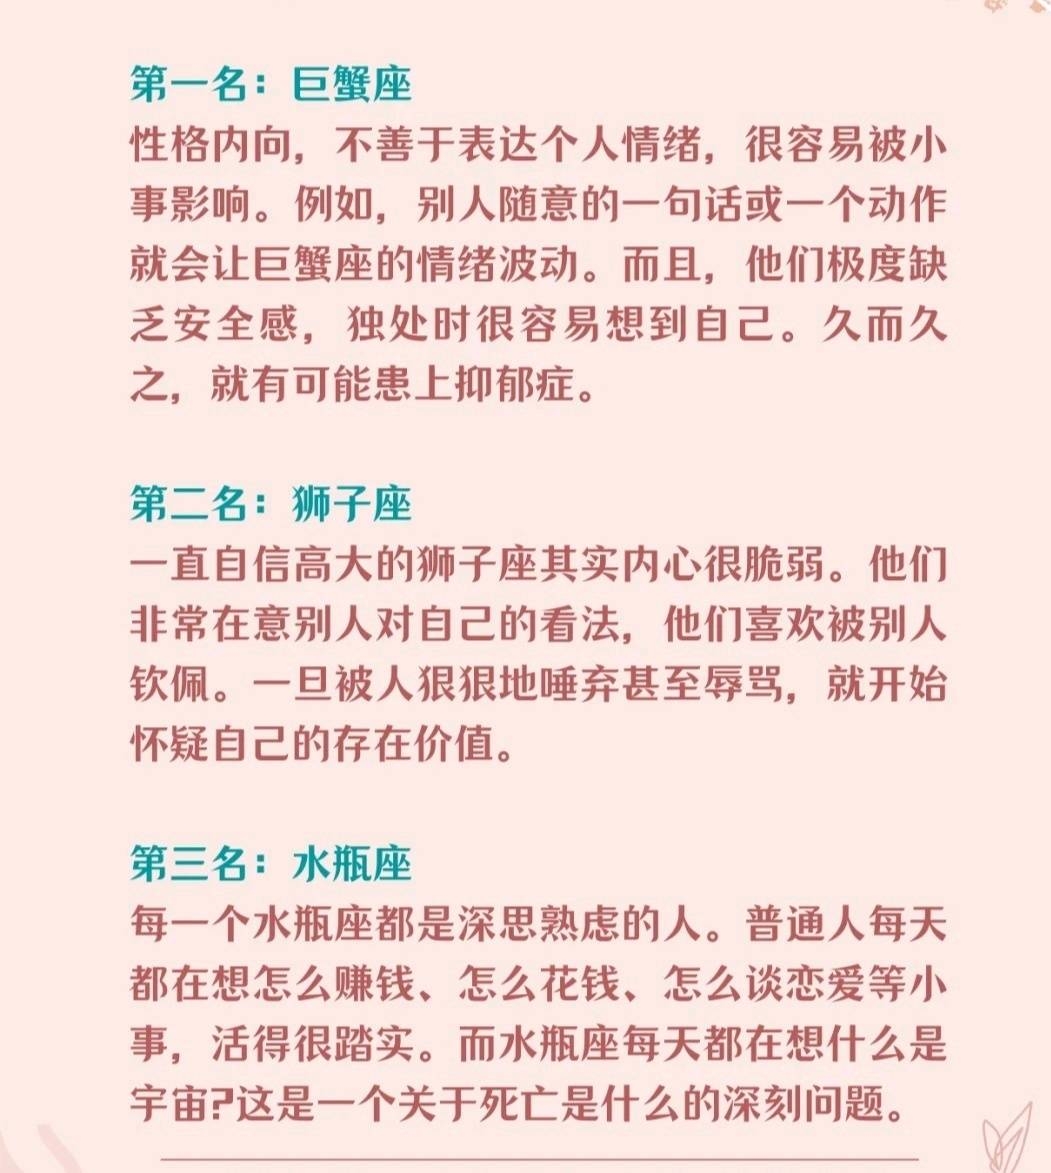 第一名：巨蟹座
性格内向，不善于表达个人情绪，很容易被小
事影响。例如，别人随意的一句话或一个动作
就会让巨蟹座的情绪波动。而且，他们极度缺
乏安全感，独处时很容易想到自己。久而久
之，就有可能患上抑郁症。
第二名：狮子座
一直自信高大的狮子座其实内心很脆弱。他们
非常在意别人对自己的看法，他们喜欢被别人
钦佩。一旦被人狠狠地唾弃甚至辱骂，就开始
怀疑自己的存在价值。
第三名：水瓶座
每一个水瓶座都是深思熟虑的人。普通人每天
都在想怎么赚钱、怎么花钱、怎么谈恋爱等小
事，活得很踏实。而水瓶座每天都在想什么是
宇宙?这是一个关于死亡是什么的深刻问题。